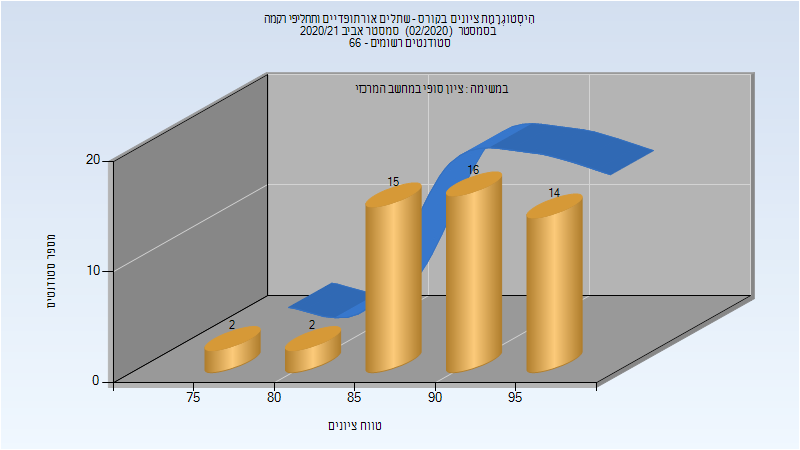 הִיסטוֹגרָמַת ציונים בקורס - שתלים אורתופדיים ותחליפי רקמה
בסמסטר (02/2020) סמסטר אביב 2020/21
סטודנטים רשומים - 66
במשימה : ציון סופי במחשב המרכזי
מספר סטודנטים
20
10
0
2
2
15
16
14
75
80
85
90
95
טווח ציונים